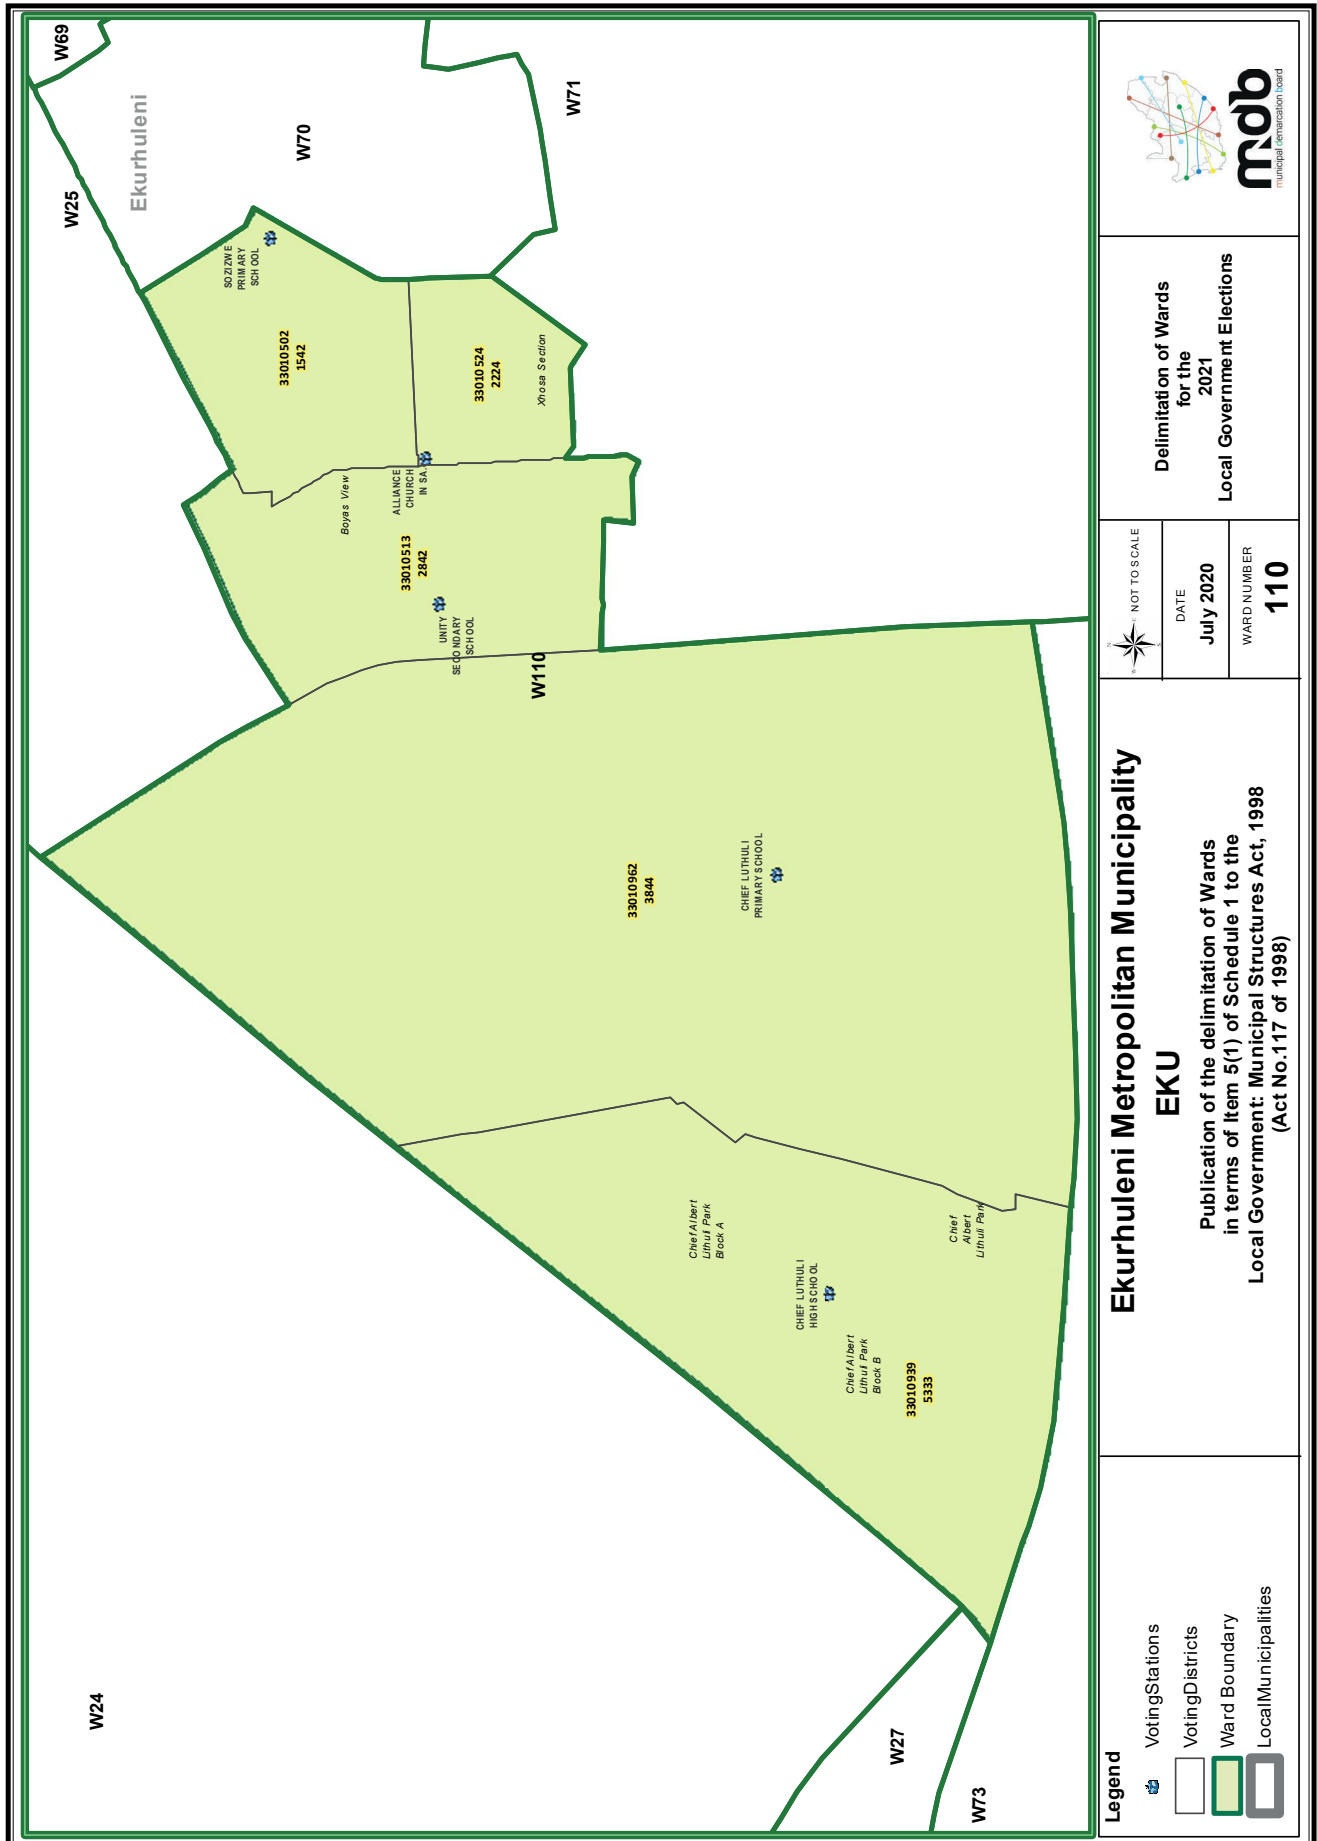 W69
W25
Ekurhuleni
W70
W71
SOZIZWE
PRIMARY
SCHOOL
33010502
1542
33010524
2224
Xhosa Section
Boyas View
ALLIANCE
CHURCH
IN SA.
33010513
2842
UNITY
SECONDARY
SCHOOL
W110
33010962
3844
CHIEF LUTHULI
PRIMARY SCHOOL
Chief Albert
Lithuli Park
Block A
Chief
Albert
Lithuli Park
CHIEF LUTHULI
HIGH SCHOOL
Chief Albert
Lithuli Park
Block B
33010939
5333
W24
W27
W73
Legend
VotingStations
VotingDistricts
Ward Boundary
LocalMunicipalities
Ekurhuleni Metropolitan Municipality
EKU
Publication of the delimitation of Wards
in terms of Item 5(1) of Schedule 1 to the
Local Government: Municipal Structures Act, 1998
(Act No.117 of 1998)
N
E
S
W
NOT TO SCALE
DATE
July 2020
WARD NUMBER
110
Delimitation of Wards
for the
2021
Local Government Elections
mdb
municipal demarcation board